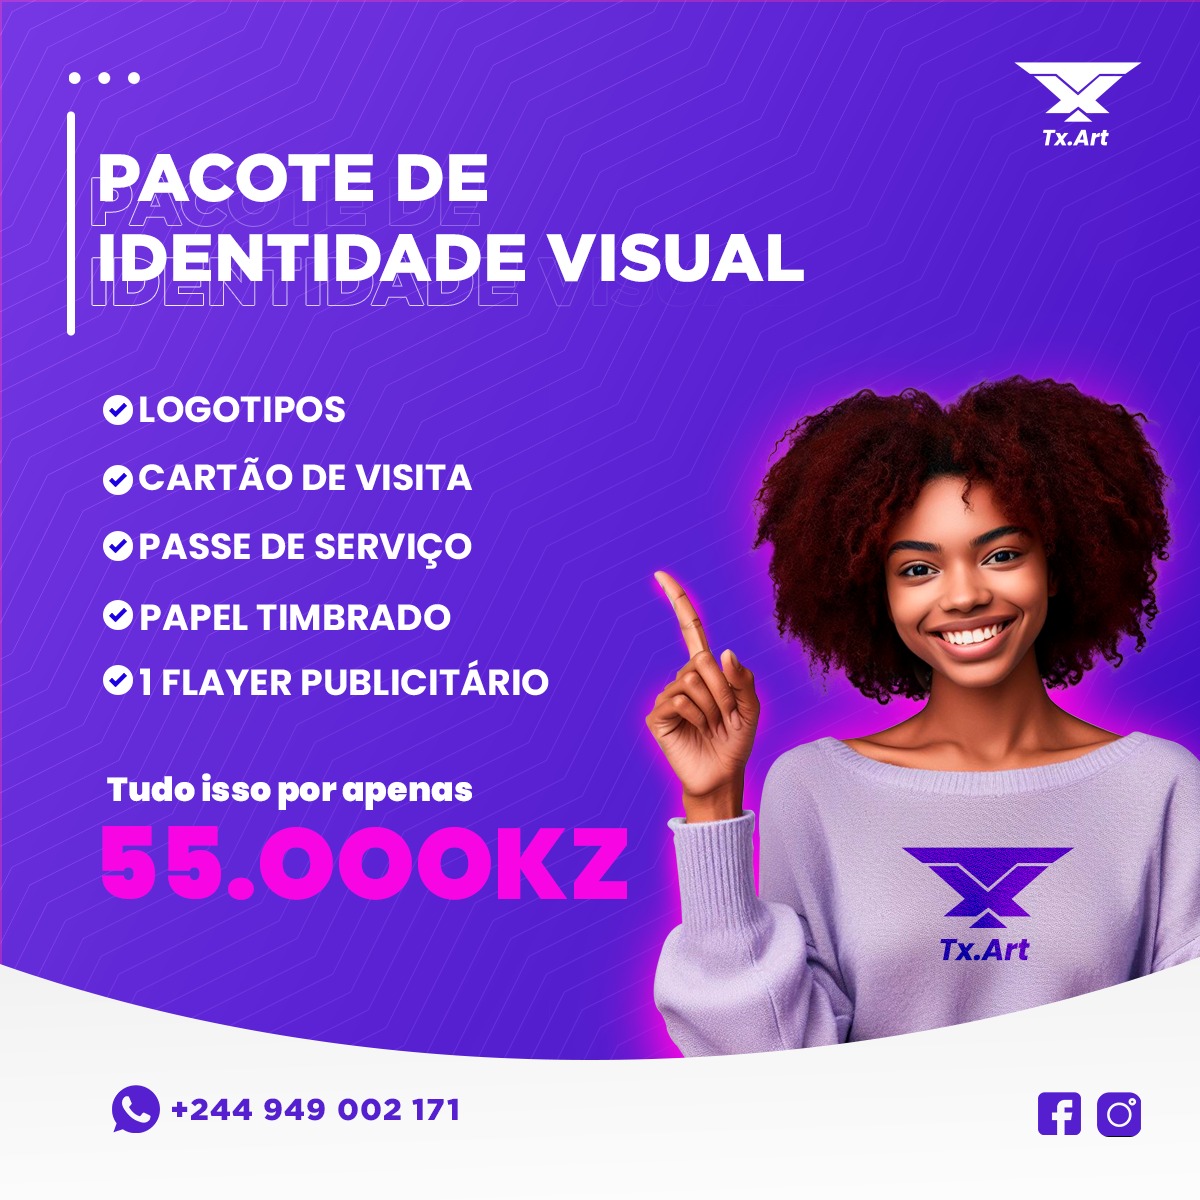 Tx.Art
PACOTE DE
IDENTIDADE VISUAL
LOGOTIPOS
CARTÃO DE VISITA
PASSE DE SERVIÇO
PAPEL TIMBRADO
1 FLAYER PUBLICITÁRIO
Tudo isso por apenas
55.000KZ
Tx.Art
+244 949 002 171